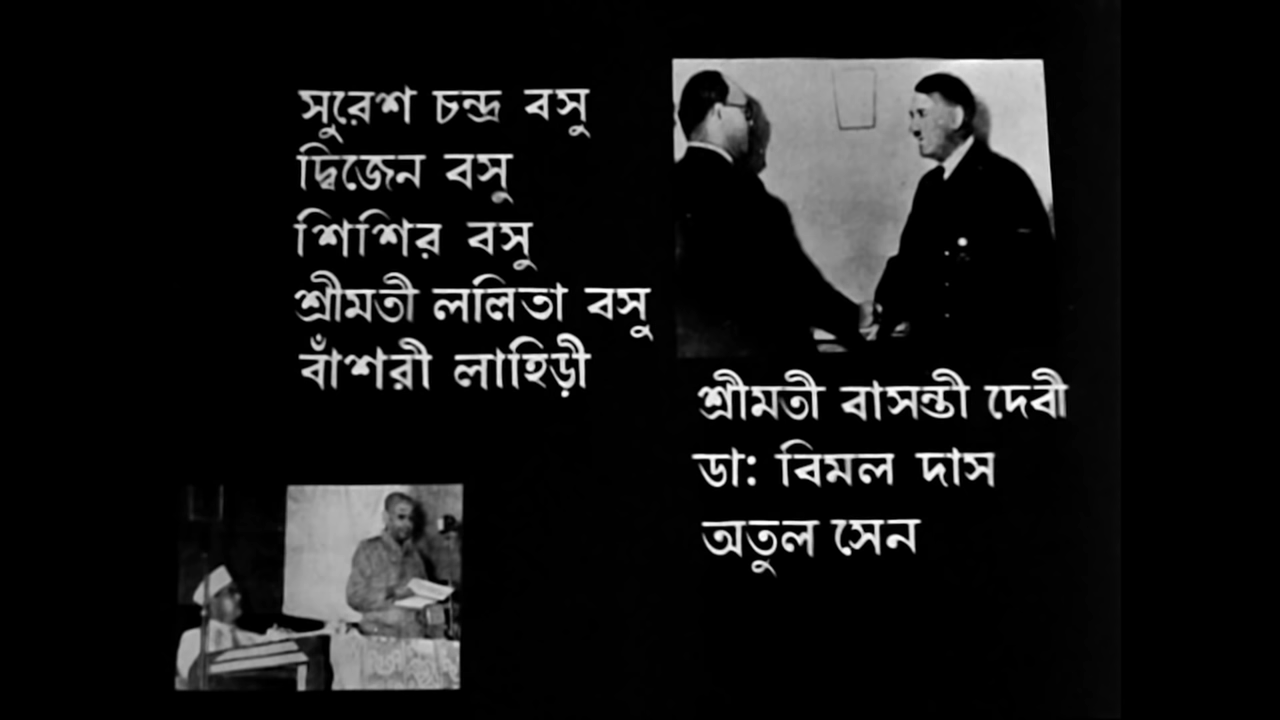 সুরেশ চন্দ্র বসু
দ্বিজেন বসু
শিশির বসু
শ্রীমতী ললিতা বসু
বাঁশরী লাহিড়ী
শ্রীমতী বাসন্তী দেবী
ডা: বিমল দাস
অতুল সেন